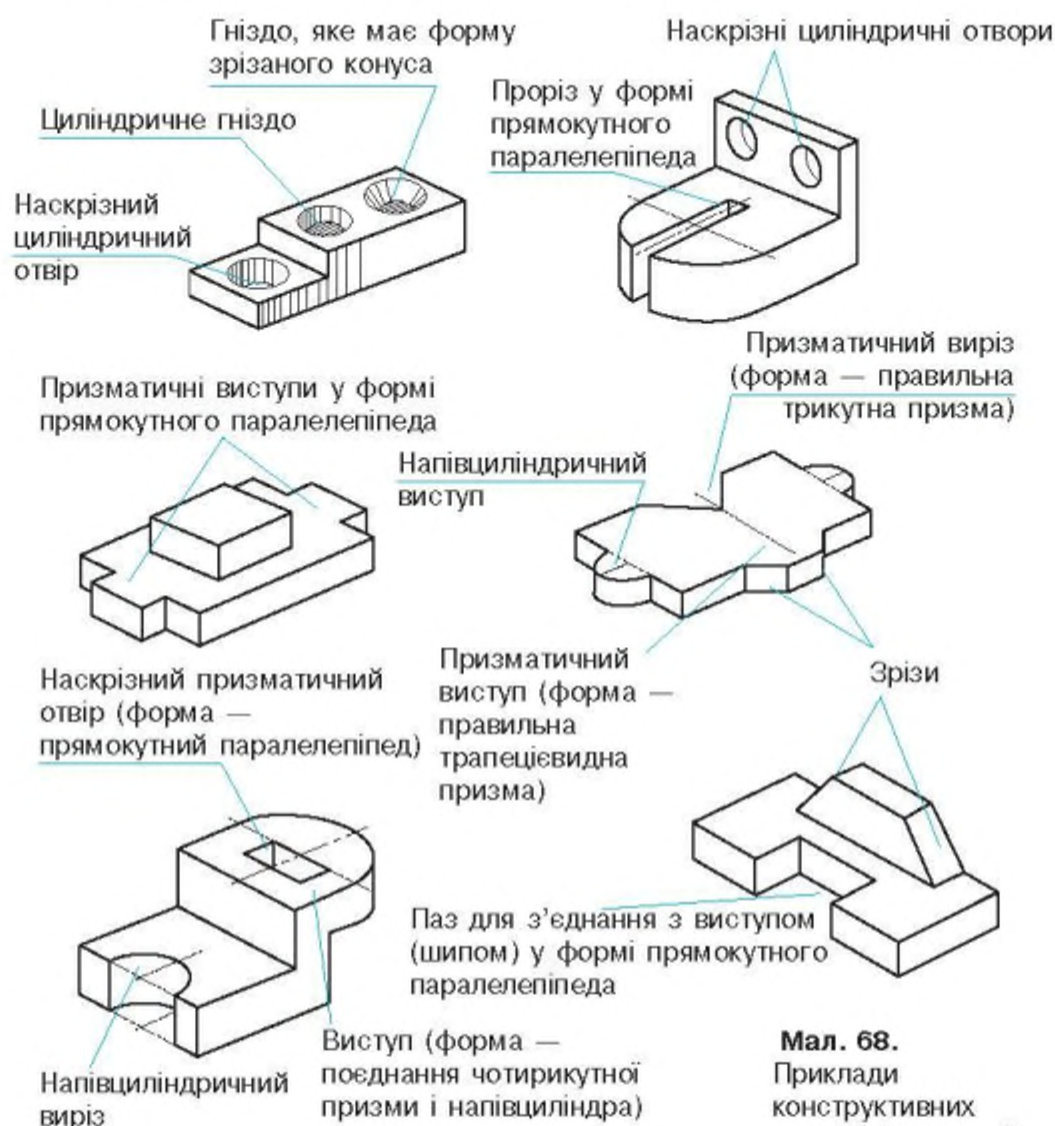 Гніздо, яке має форму
зрізаного конуса
Наскрізні циліндричні отвори
Проріз у формі
прямокутного
паралелепіпеда
Циліндричне гніздо
Наскрізний
циліндричний
отвір
Призматичний виріз
(форма — правильна
трикутна призма)
Призматичні виступи у формі
прямокутного паралелепіпеда
Напівциліндричний
виступ
Призматичний
виступ (форма —
правильна
трапецієвидна
призма)
Зрізи
Наскрізний призматичний
отвір (форма —
прямокутний паралелепіпед)
Паз для з’єднання з виступом
(шипом) у формі прямокутного
паралелепіпеда
Напівциліндричний
виріз
Виступ (форма —
поєднання чотирикутної
призми і напівциліндра)
Мал. 68.
Приклади
конструктивних